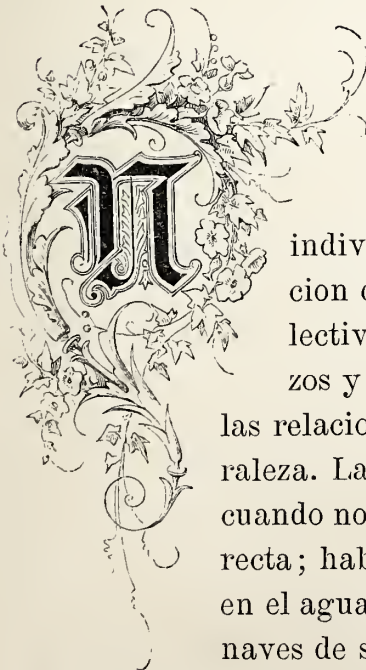 N
indiv
cion
lectiv
zos y
las relacio
raleza. La
cuando no
recta; hab
en el agua
naves de s